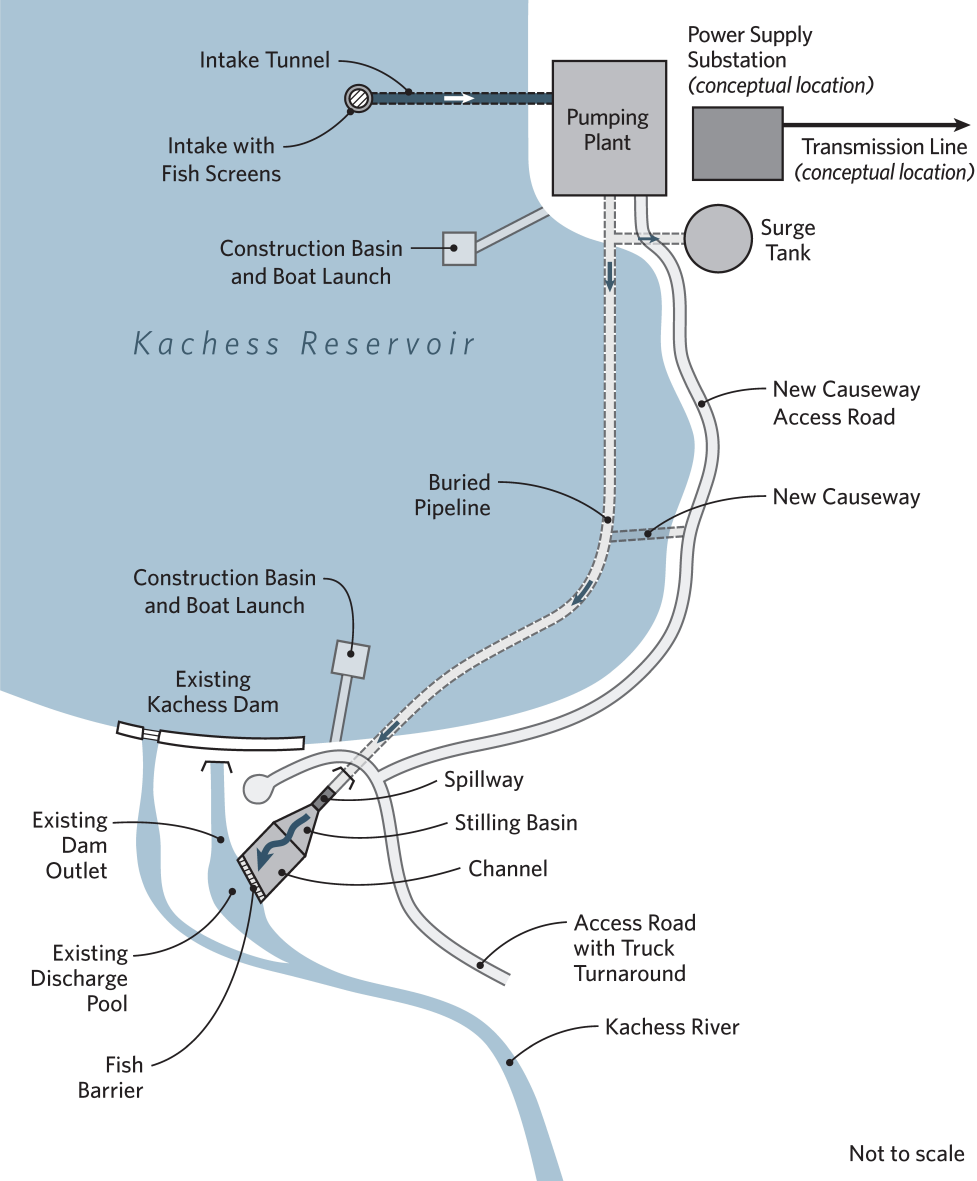 Power Supply
Substation
(conceptual location)
Intake Tunnel
Pumping
Plant
Intake with
Fish Screens
Transmission Line
(conceptual location)
Construction Basin
and Boat Launch
Surge
Tank
Kachess Reservoir
New Causeway
Access Road
Buried
Pipeline
New Causeway
Construction Basin
and Boat Launch
Existing
Kachess Dam
Spillway
Existing
Dam
Outlet
Stilling Basin
Channel
Access Road
with Truck
Turnaround
Existing
Discharge
Pool
Kachess River
Fish
Barrier
Not to scale